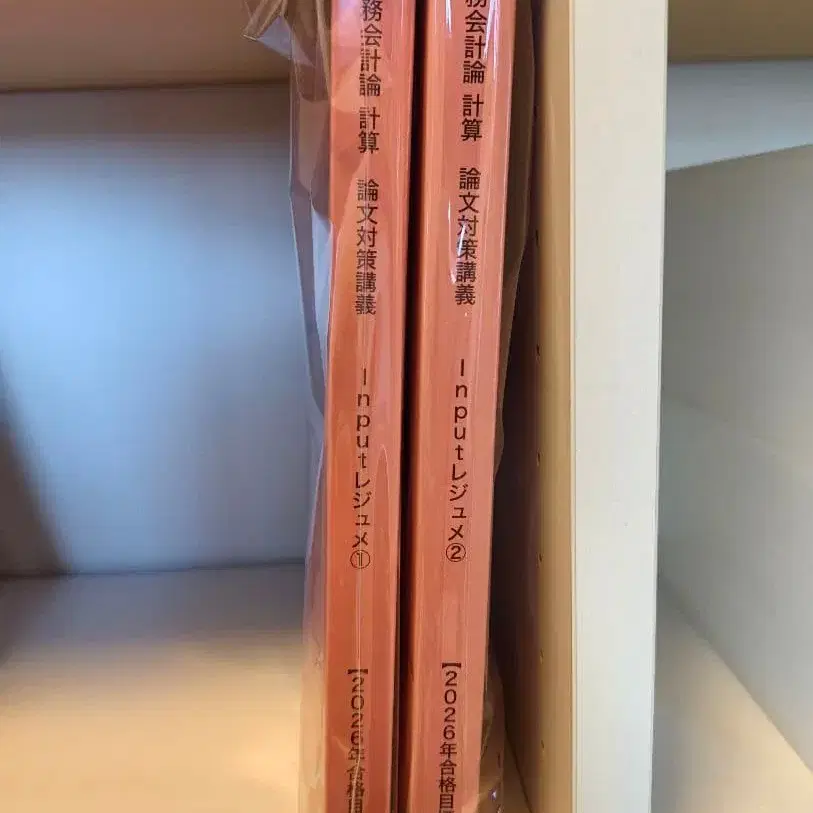 務会計論 計算 論文対策講義 Inputレジュメ① 【2026年合格目
務会計論 計算 論文対策講義 Inputレジュメ② 【2026年合格目